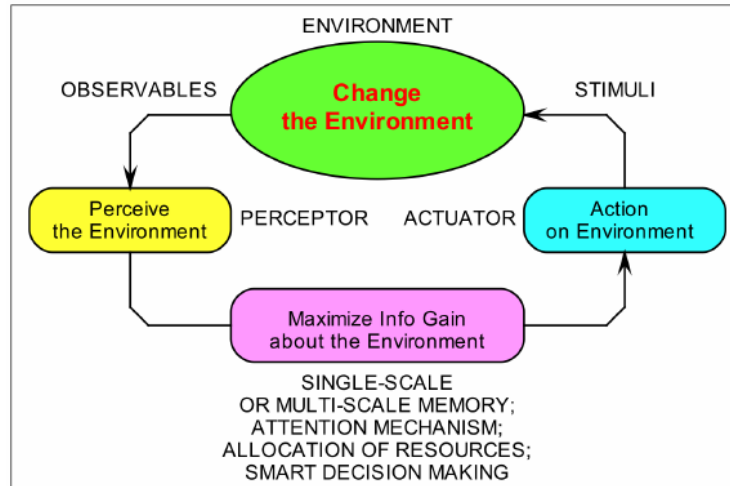 ENVIRONMENT
OBSERVABLES
STIMULI
Change
the Environment
Perceive
the Environment
PERCEPTOR
ACTUATOR
Action
on Environment
Maximize Info Gain
about the Environment
SINGLE-SCALE
OR MULTI-SCALE MEMORY;
ATTENTION MECHANISM;
ALLOCATION OF RESOURCES;
SMART DECISION MAKING